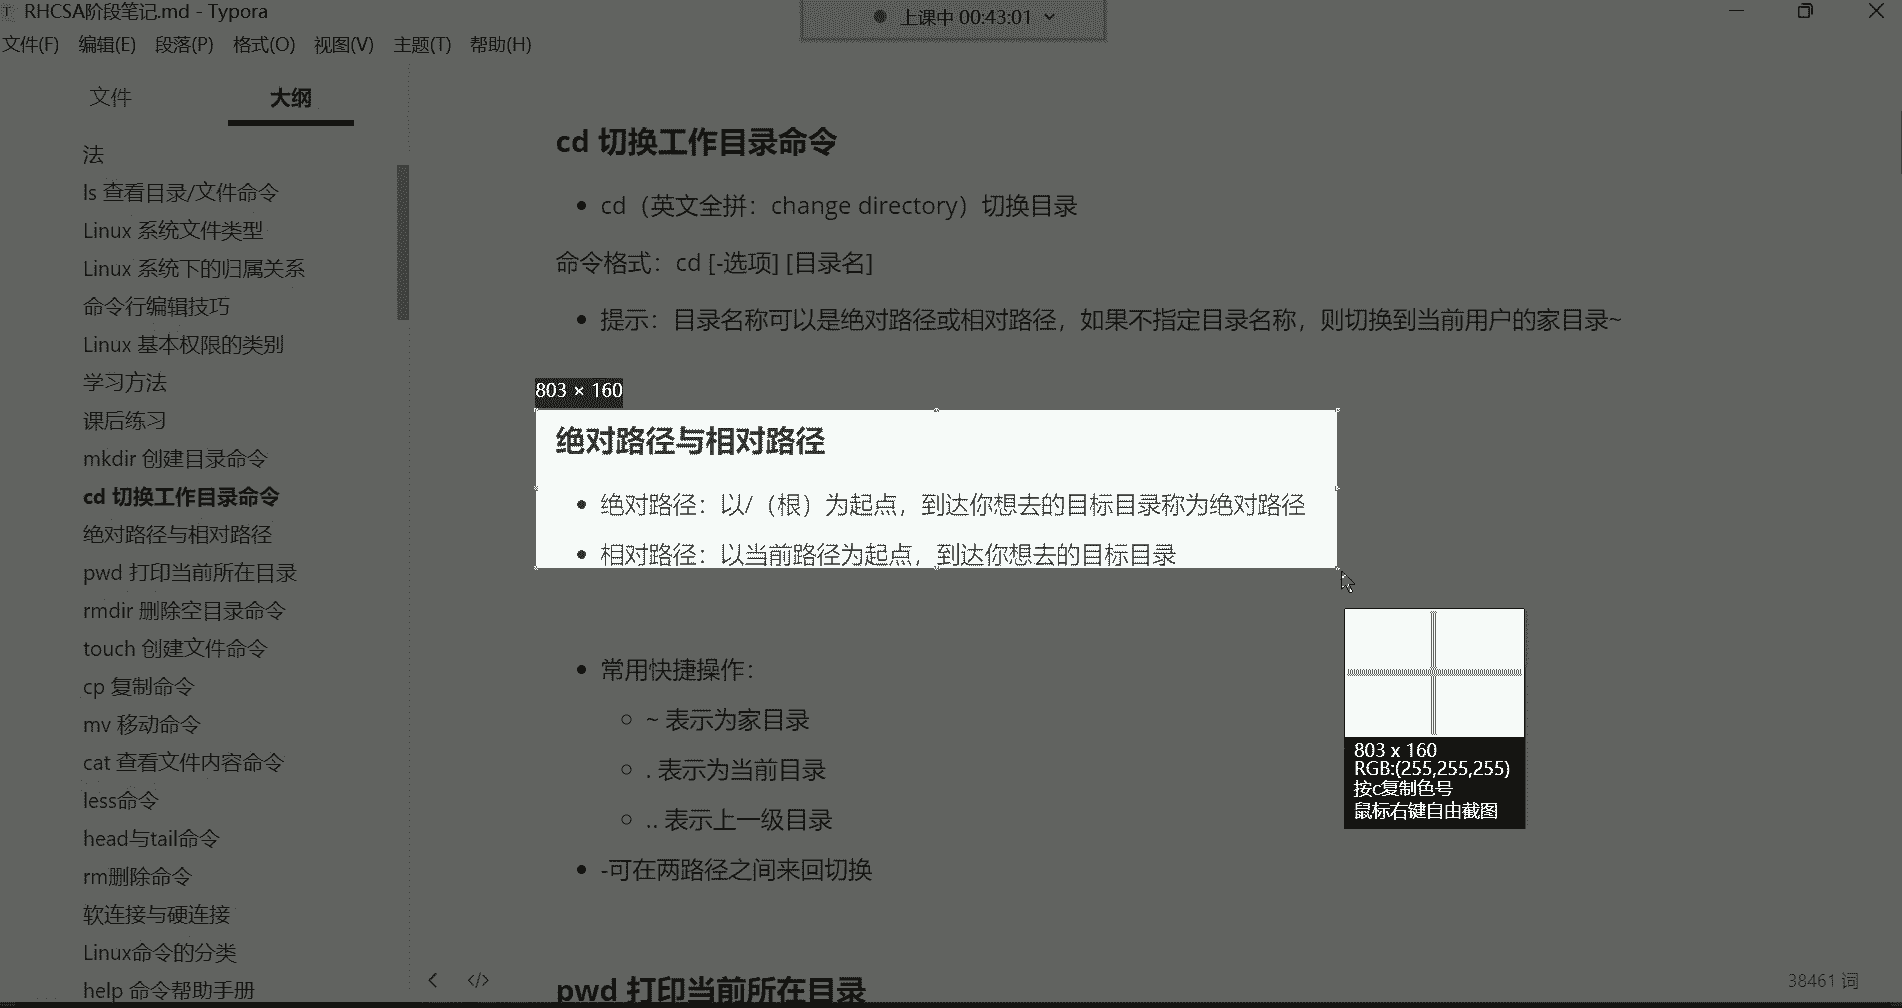 RHCSA阶段笔记.md - Typora
上课中 00:43:01
文件(F) 编辑(E) 段落(P) 格式(O) 视图(V) 主题(T) 帮助(H)
文件 大纲
法
ls 查看目录/文件命令
Linux 系统文件类型
Linux 系统下的归属关系
命令行编辑技巧
Linux 基本权限的类别
学习方法
课后练习
mkdir 创建目录命令
cd 切换工作目录命令
绝对路径与相对路径
pwd 打印当前所在目录
rmdir 删除空目录命令
touch 创建文件命令
cp 复制命令
mv 移动命令
cat 查看文件内容命令
less命令
head与tail命令
rm删除命令
软连接与硬连接
Linux命令的分类
help 命令帮助手册
cd 切换工作目录命令
cd（英文全拼：change directory）切换目录
命令格式：cd [-选项] [目录名]
提示：目录名称可以是绝对路径或相对路径，如果不指定目录名称，则切换到当前用户的家目录~
803 × 160
绝对路径与相对路径
绝对路径：以/（根）为起点，到达你想去的目标目录称为绝对路径
相对路径：以当前路径为起点，到达你想去的目标目录
常用快捷操作：
~ 表示为家目录
. 表示为当前目录
.. 表示上一级目录
-可在两路径之间来回切换
pwd 打印当前所在目录
803 x 160
RGB:(255,255,255)
按c复制色号
鼠标右键自由截图
</> 
38461 词